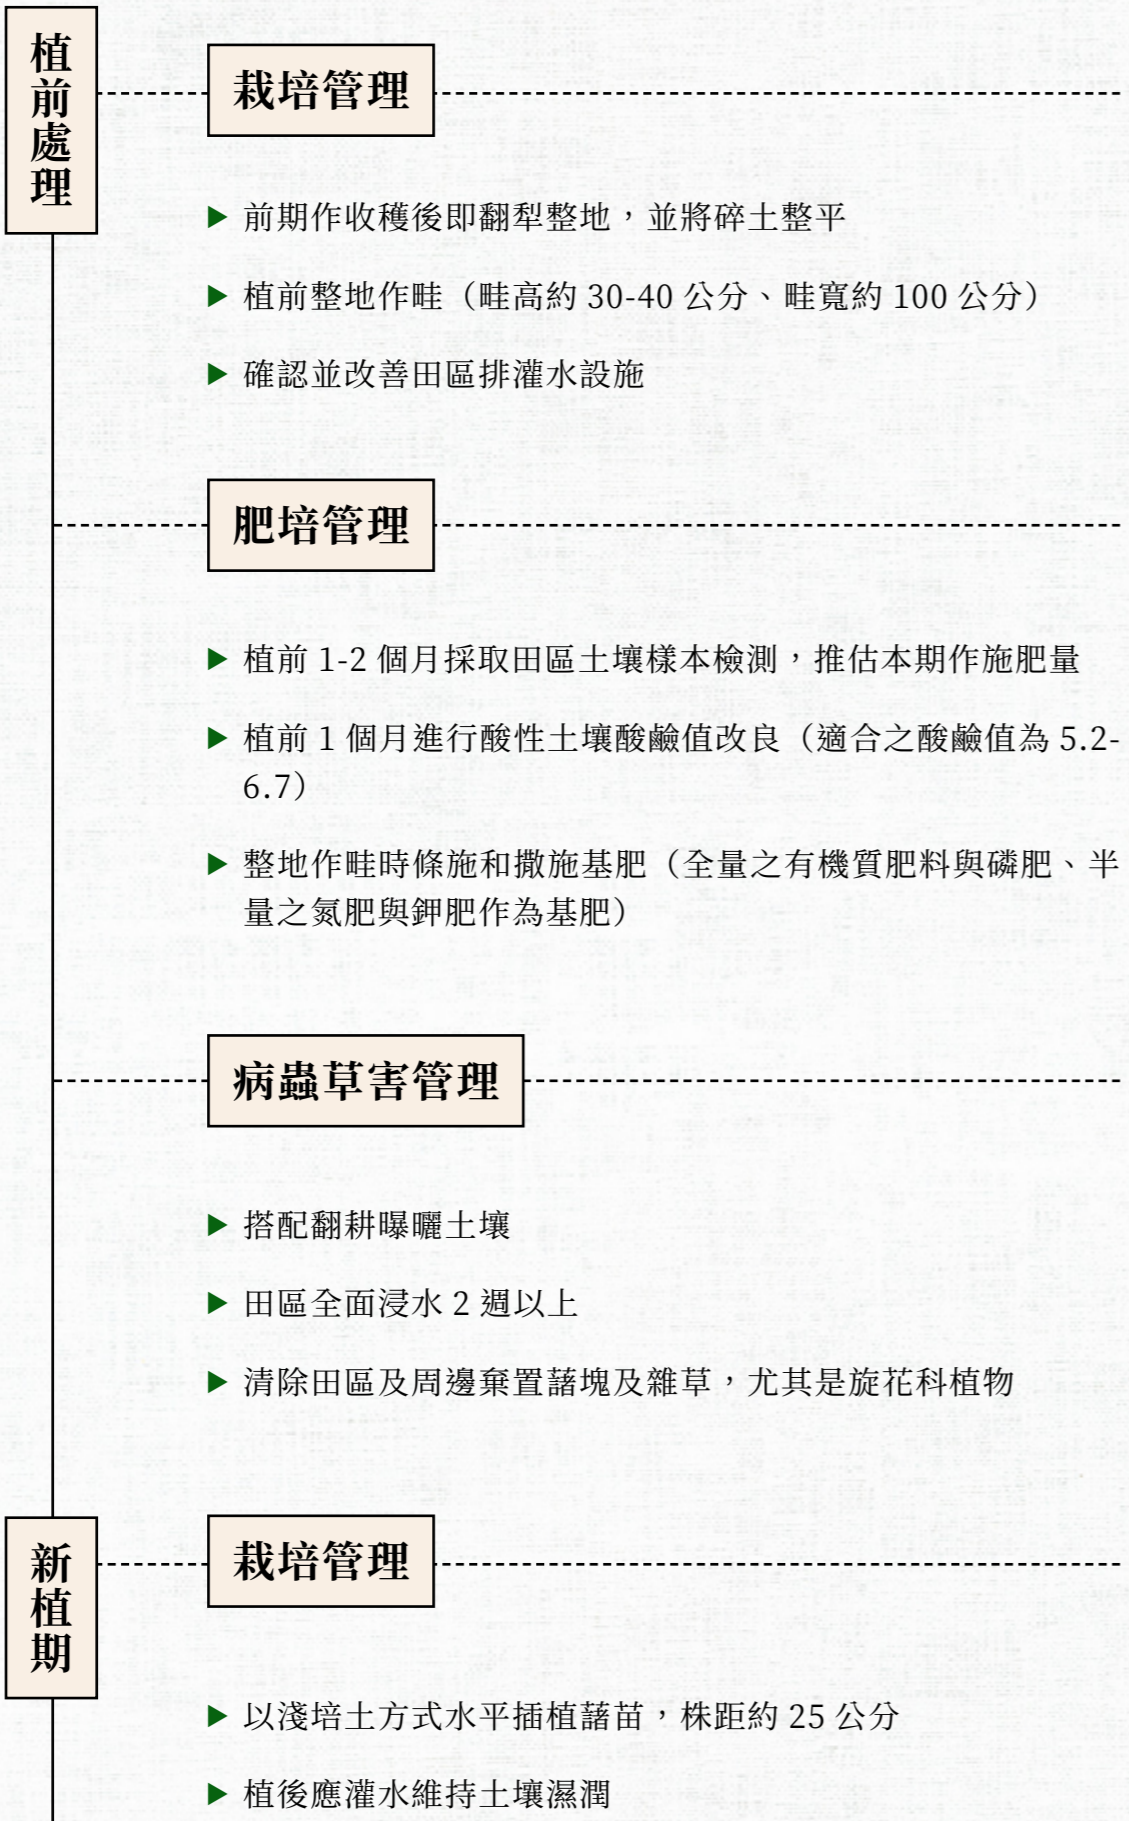 植前處理
栽培管理
▶ 前期作收穫後即翻犁整地，並將碎土整平
▶ 植前整地作畦（畦高約 30-40 公分、畦寬約 100 公分）
▶ 確認並改善田區排灌水設施
肥培管理
▶ 植前 1-2 個月採取田區土壤樣本檢測，推估本期作施肥量
▶ 植前 1 個月進行酸性土壤酸鹼值改良（適合之酸鹼值為 5.2-
6.7）
▶ 整地作畦時條施和撒施基肥（全量之有機質肥料與磷肥、半
量之氮肥與鉀肥作為基肥）
病蟲草害管理
▶ 搭配翻耕曝曬土壤
▶ 田區全面浸水 2 週以上
▶ 清除田區及周邊棄置藷塊及雜草，尤其是旋花科植物
新植期
栽培管理
▶ 以淺培土方式水平插植藷苗，株距約 25 公分
▶ 植後應灌水維持土壤濕潤